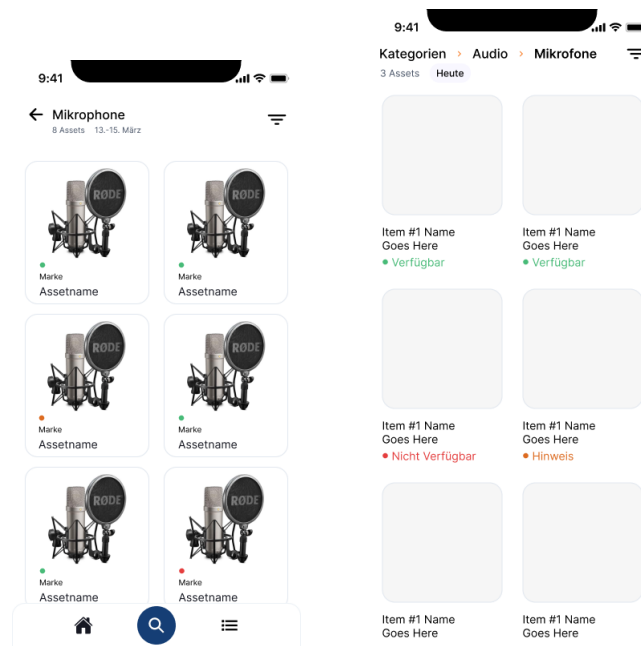 9:41
Mikrophone
8 Assets 13.-15. März
RØDE RØDE
Marke Marke
Assetname Assetname
RØDE RØDE
Marke Marke
Assetname Assetname
RØDE RØDE
Marke Marke
Assetname Assetname
9:41
Kategorien > Audio > Mikrofone
3 Assets Heute
Item #1 Name Item #1 Name
Goes Here Goes Here
Verfügbar Verfügbar
Item #1 Name Item #1 Name
Goes Here Goes Here
Nicht Verfügbar Hinweis
Item #1 Name Item #1 Name
Goes Here Goes Here